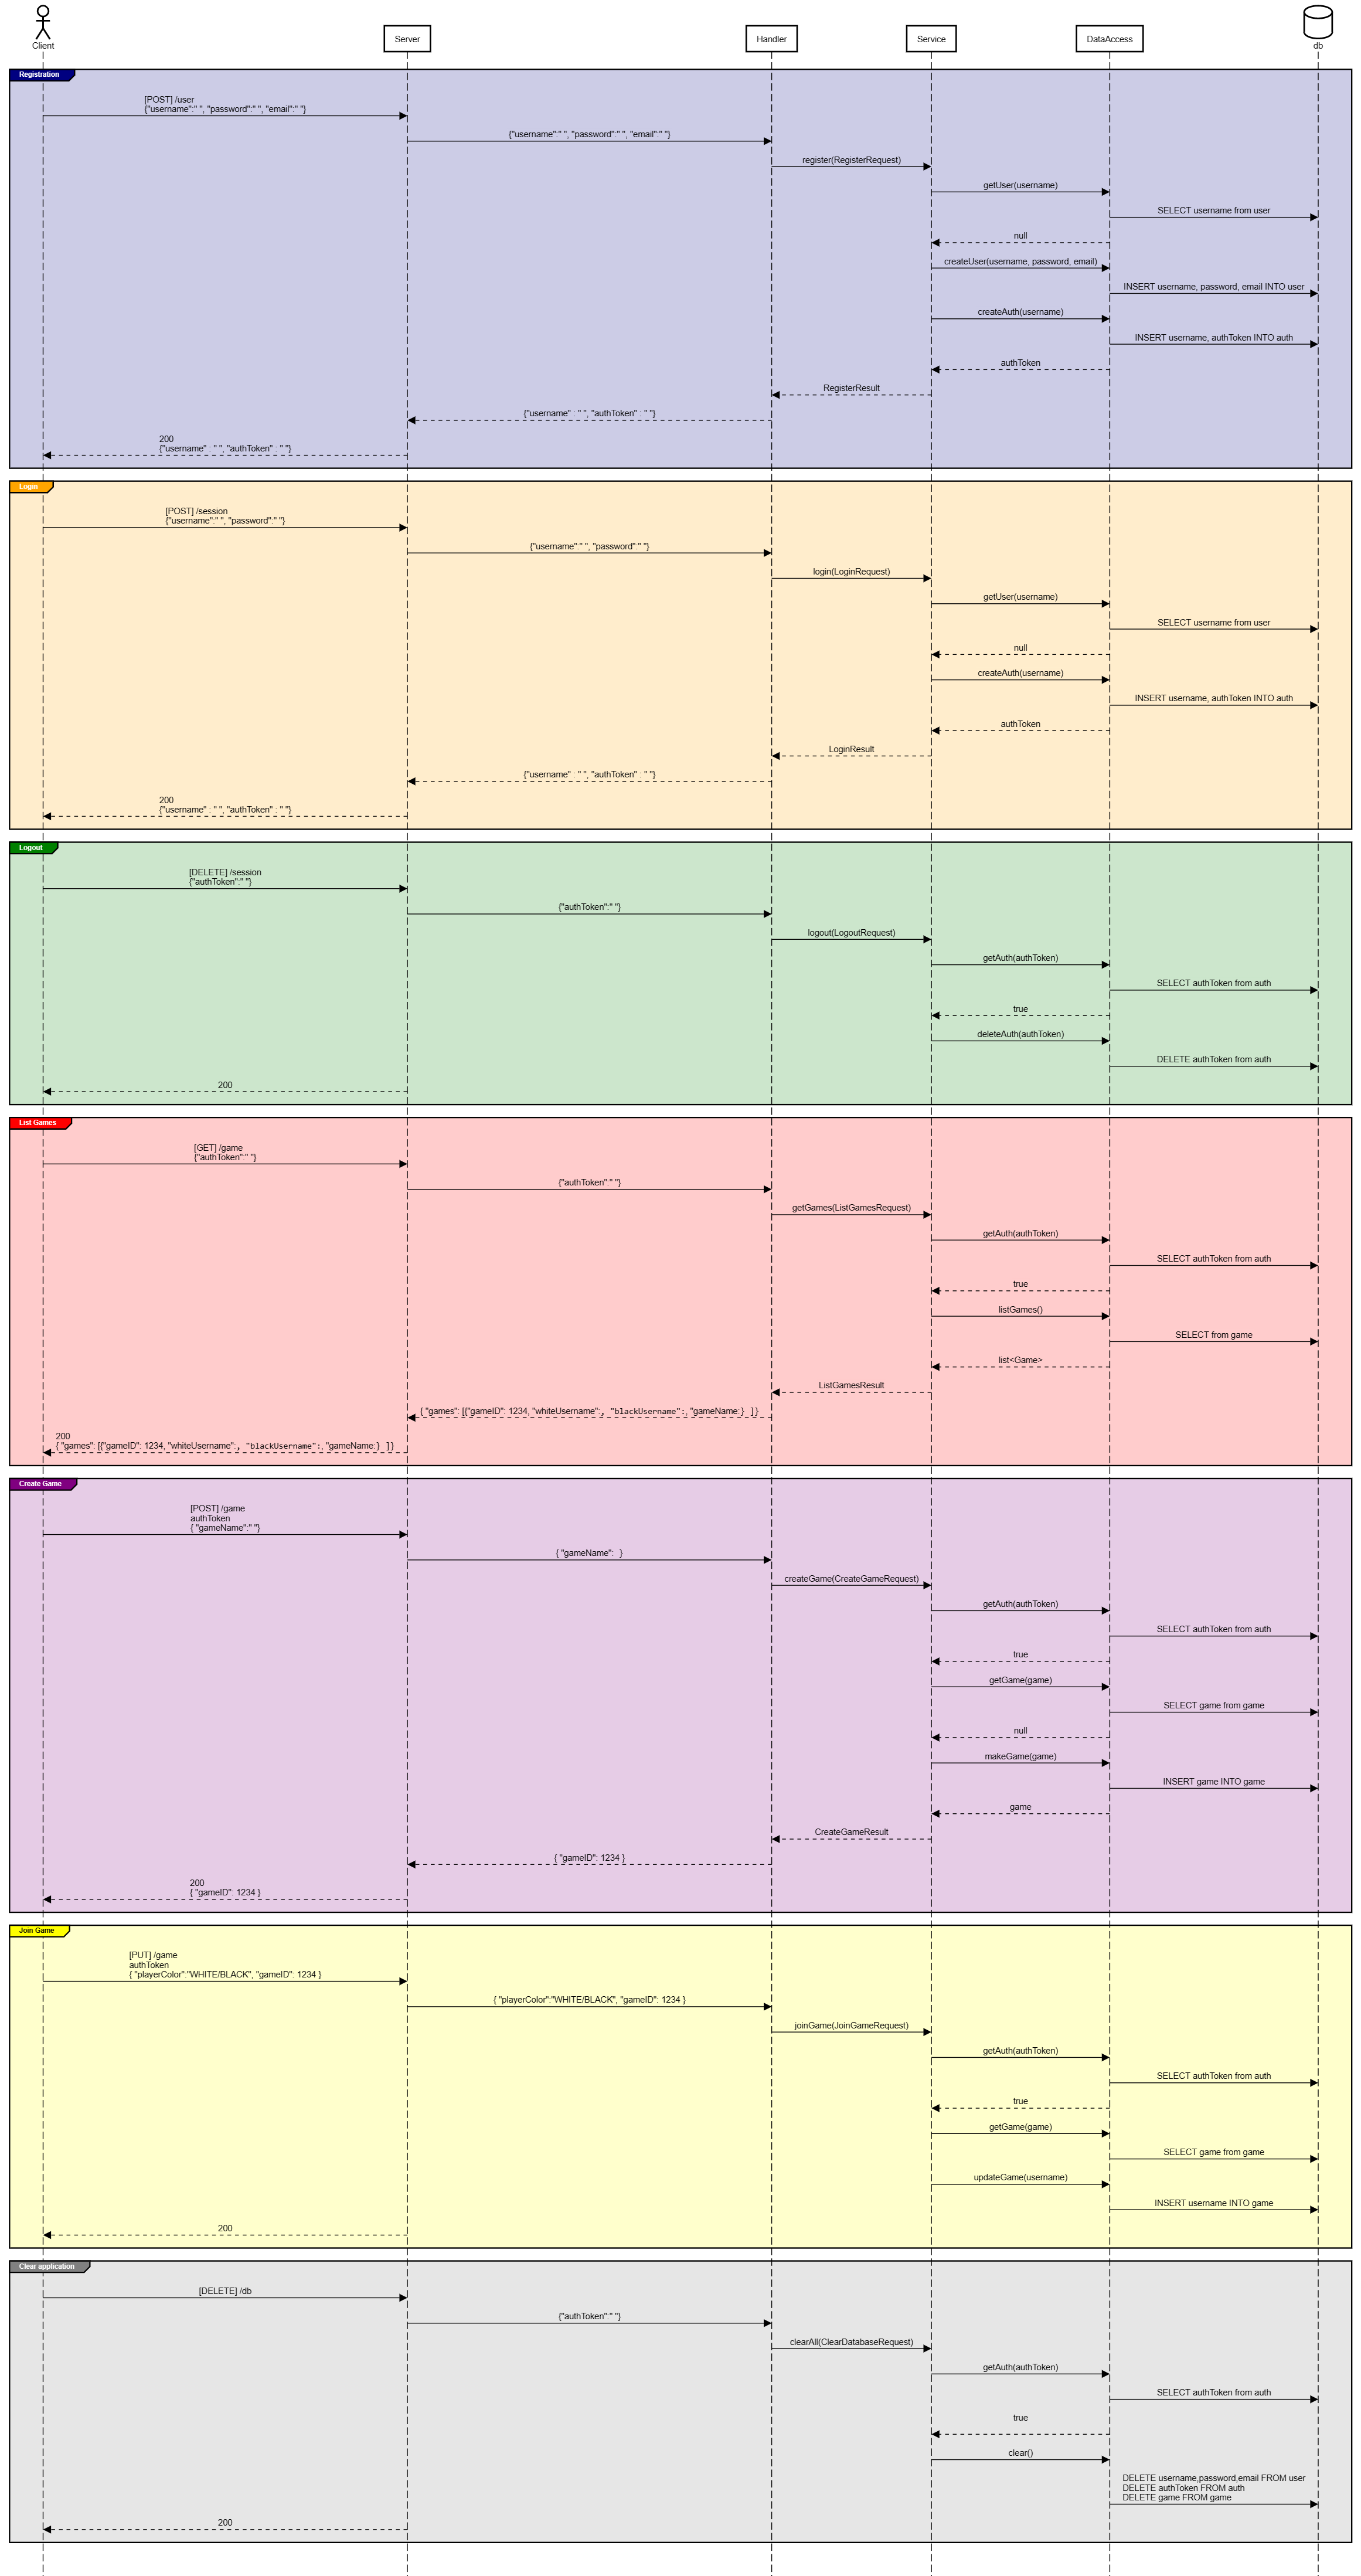 Client
Server
Handler
Service
DataAccess
db
Registration
[POST] /user
{"username":" ", "password":" ", "email":" "}
{"username":" ", "password":" ", "email":" "}
register(RegisterRequest)
getUser(username)
SELECT username from user
null
createUser(username, password, email)
INSERT username, password, email INTO user
createAuth(username)
INSERT username, authToken INTO auth
authToken
RegisterResult
{"username" : " ", "authToken" : " "}
200
{"username" : " ", "authToken" : " "}
Login
[POST] /session
{"username":" ", "password":" "}
{"username":" ", "password":" "}
login(LoginRequest)
getUser(username)
SELECT username from user
null
createAuth(username)
INSERT username, authToken INTO auth
authToken
LoginResult
{"username" : " ", "authToken" : " "}
200
{"username" : " ", "authToken" : " "}
Logout
[DELETE] /session
{"authToken":" "}
{"authToken":" "}
logout(LogoutRequest)
getAuth(authToken)
SELECT authToken from auth
true
deleteAuth(authToken)
DELETE authToken from auth
200
List Games
[GET] /game
{"authToken":" "}
{"authToken":" "}
getGames(ListGamesRequest)
getAuth(authToken)
SELECT authToken from auth
true
listGames()
SELECT from game
list<Game>
ListGamesResult
{ "games": [{"gameID": 1234, "whiteUsername":, "blackUsername":, "gameName:} ] }
200
{ "games": [{"gameID": 1234, "whiteUsername":, "blackUsername":, "gameName:} ] }
Create Game
[POST] /game
authToken
{ "gameName":" "}
{ "gameName": }
createGame(CreateGameRequest)
getAuth(authToken)
SELECT authToken from auth
true
getGame(game)
SELECT game from game
null
makeGame(game)
INSERT game INTO game
game
CreateGameResult
{ "gameID": 1234 }
200
{ "gameID": 1234 }
Join Game
[PUT] /game
authToken
{ "playerColor":"WHITE/BLACK", "gameID": 1234 }
{ "playerColor":"WHITE/BLACK", "gameID": 1234 }
joinGame(JoinGameRequest)
getAuth(authToken)
SELECT authToken from auth
true
getGame(game)
SELECT game from game
updateGame(username)
INSERT username INTO game
200
Clear application
[DELETE] /db
{"authToken":" "}
clearAll(ClearDatabaseRequest)
getAuth(authToken)
SELECT authToken from auth
true
clear()
DELETE username,password,email FROM user
DELETE authToken FROM auth
DELETE game FROM game
200